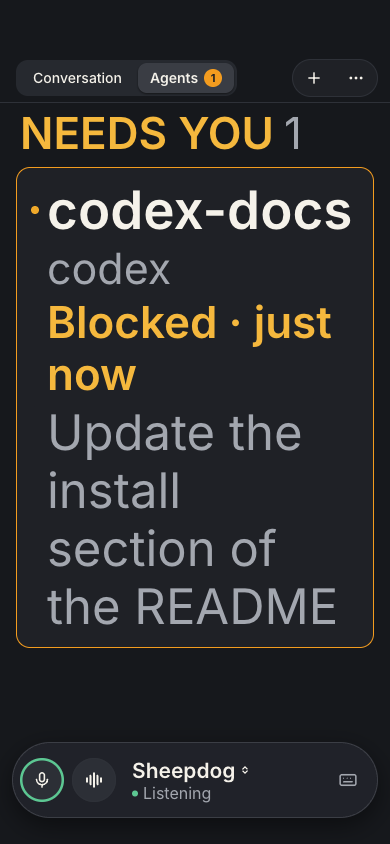 Conversation Agents 1
NEEDS YOU 1
codex-docs
codex
Blocked · just
now
Update the
install
section of
the README
Sheepdog
Listening